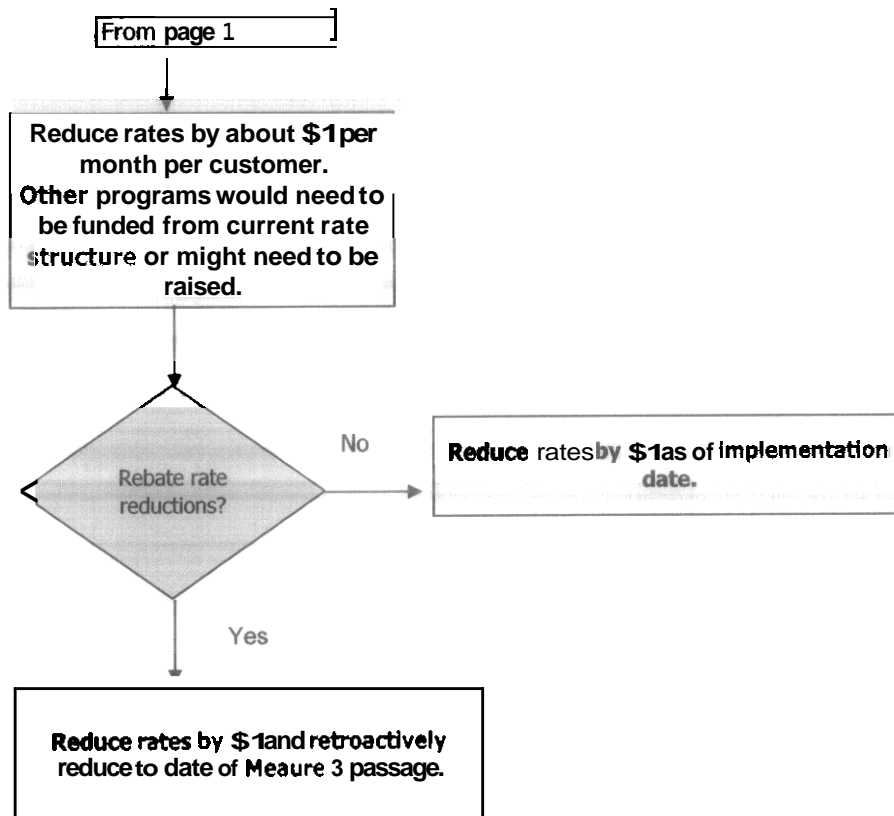 From page 1
Reduce rates by about $1 per
month per customer.
Other programs would need to
be funded from current rate
structure or might need to be
raised.
Rebate rate
reductions?
No
Reduce rates by $1 as of implementation
date.
Yes
Reduce rates by $1 and retroactively
reduce to date of Meaure 3 passage.